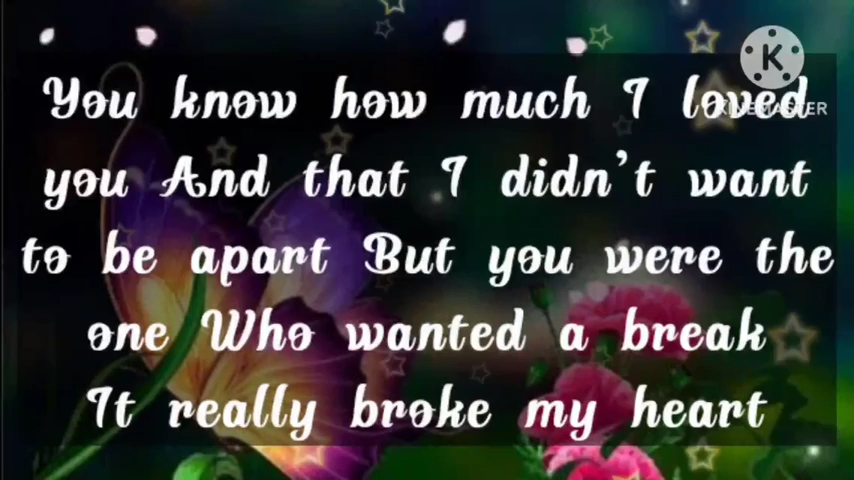 K
KINEMASTER
You know how much I loved
you And that I didn't want
to be apart But you were the
one Who wanted a break
It really broke my heart